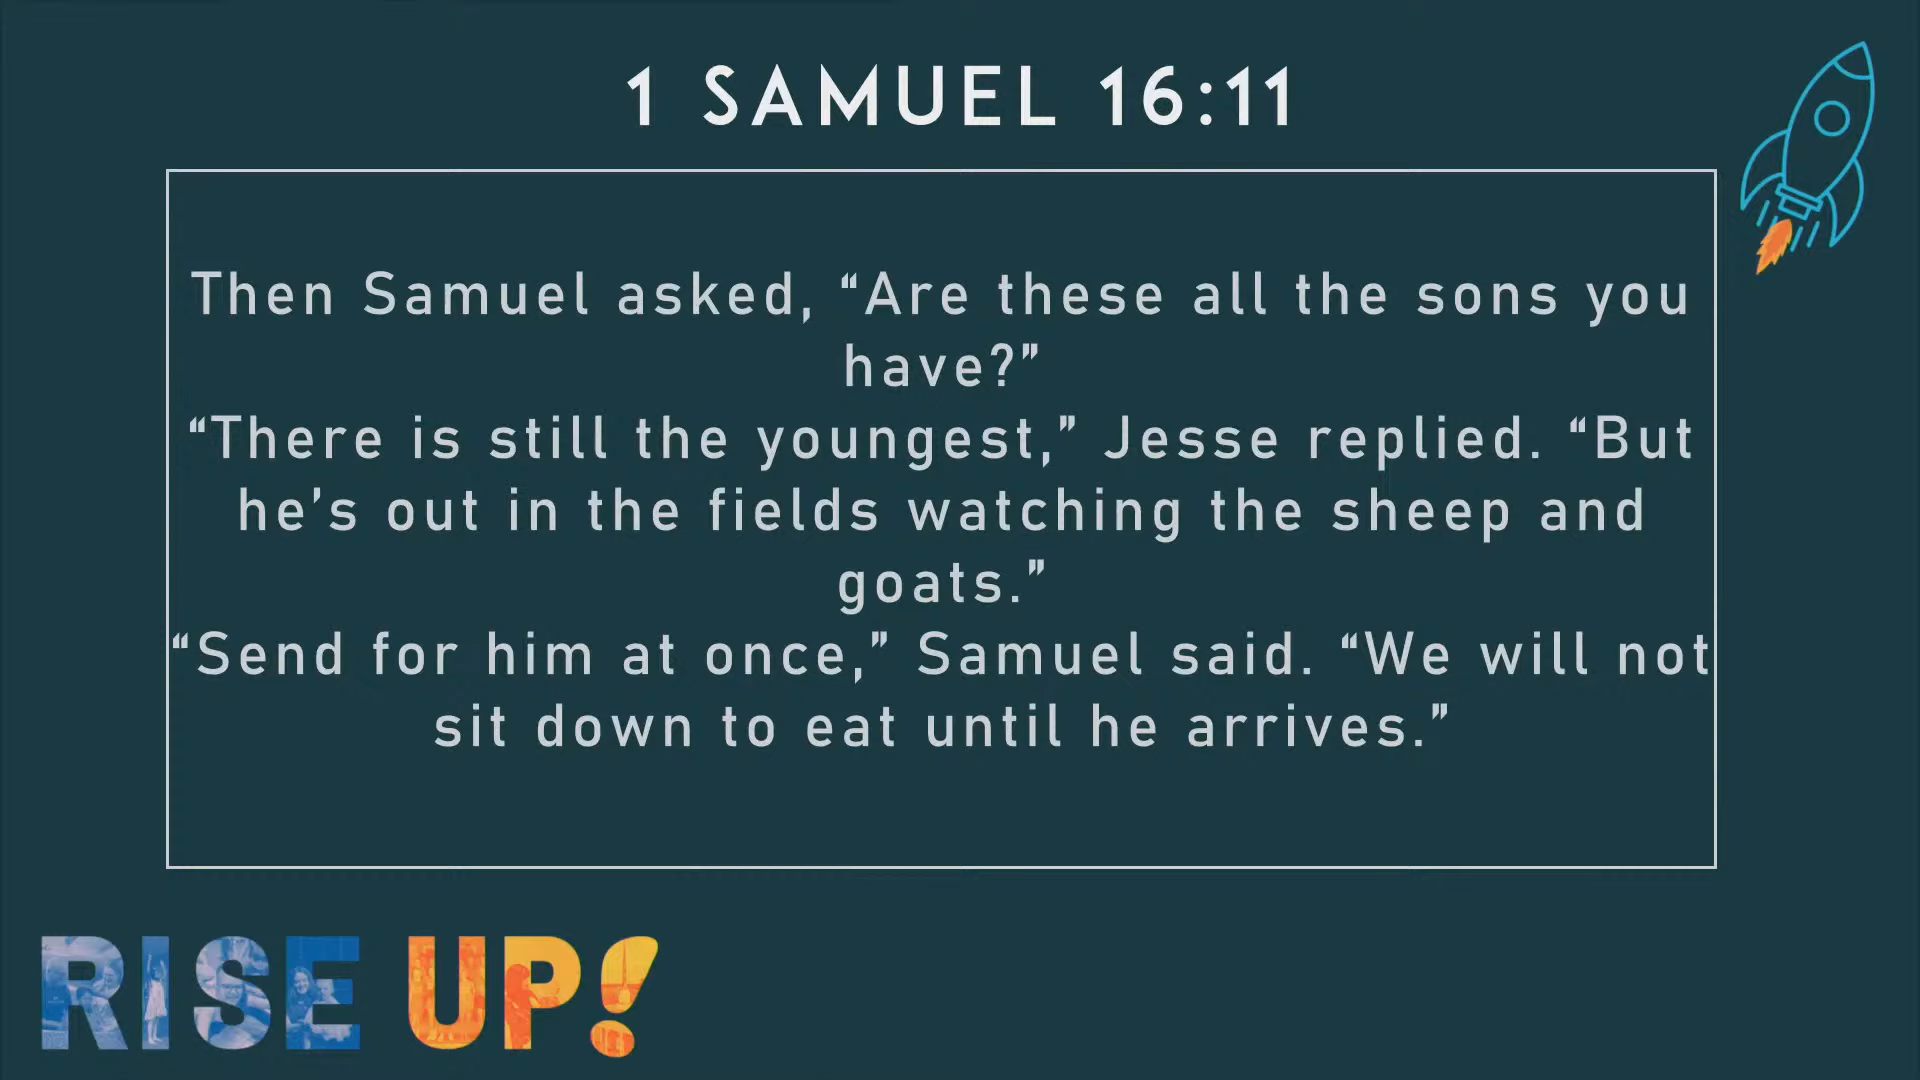 1 SAMUEL 16:11
Then Samuel asked, “Are these all the sons you
have?”
“There is still the youngest,” Jesse replied. “But
he’s out in the fields watching the sheep and
goats.”
“Send for him at once,” Samuel said. “We will not
sit down to eat until he arrives.”
RISE UP!